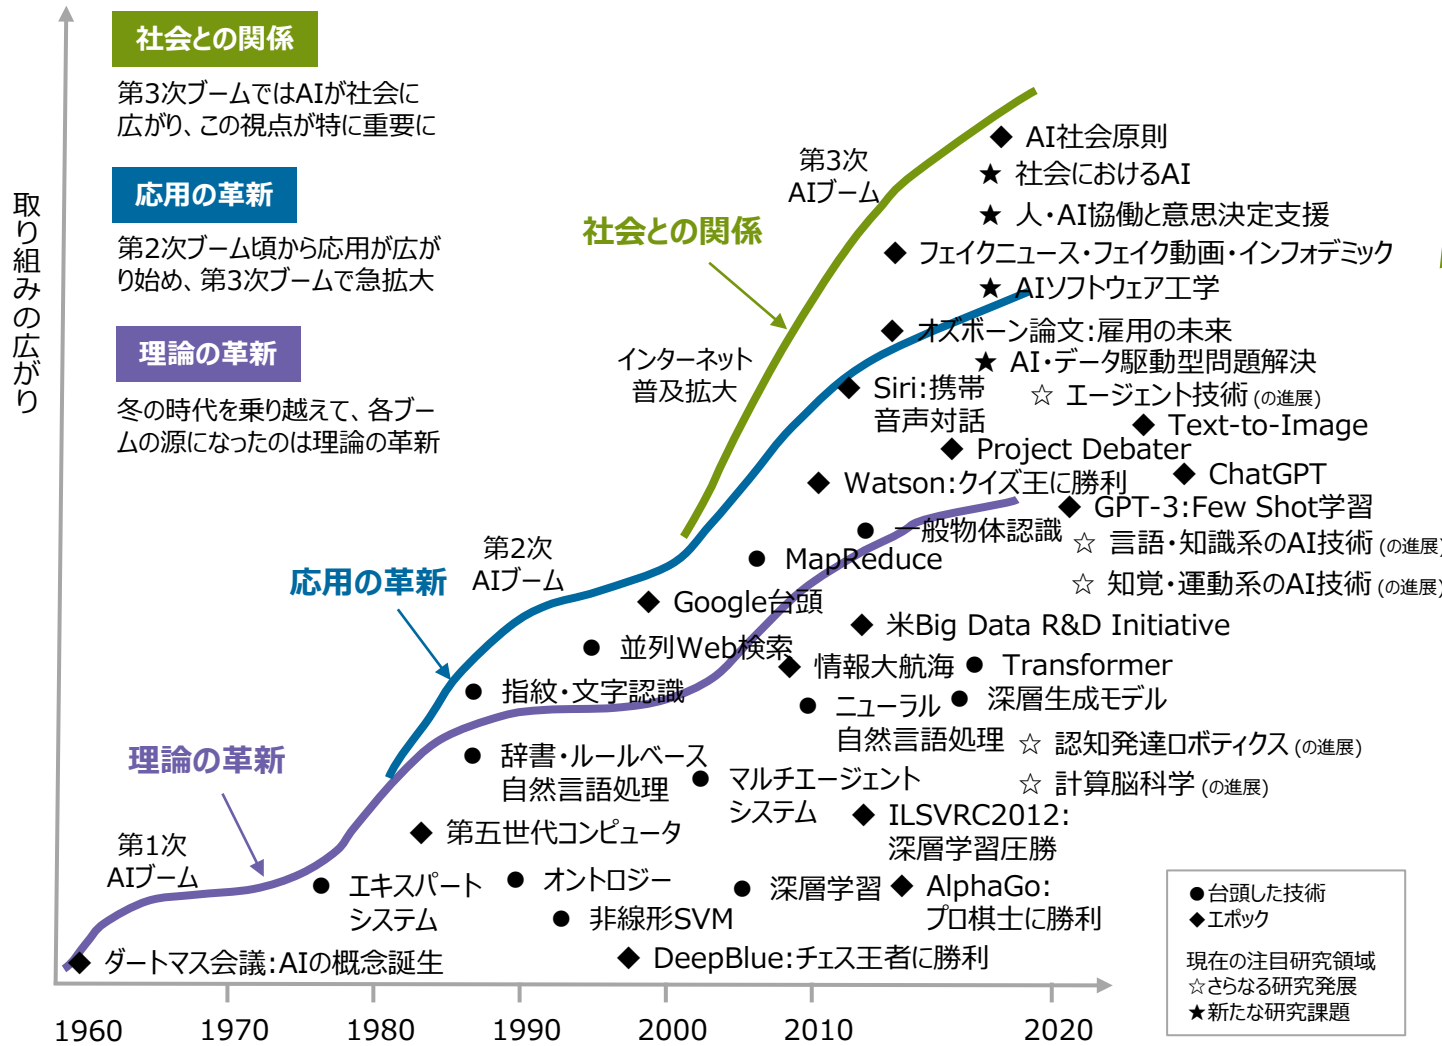 社会との関係
第3次ブームではAIが社会に
広がり、この視点が特に重要に
応用の革新
第2次ブーム頃から応用が広が
り始め、第3次ブームで急拡大
理論の革新
冬の時代を乗り越えて、各ブー
ムの源になったのは理論の革新
取り組みの広がり
第3次
AIブーム
社会との関係
インターネット
普及拡大
第2次
AIブーム
応用の革新
理論の革新
第1次
AIブーム
◆ AI社会原則
★ 社会におけるAI
★ 人・AI協働と意思決定支援
◆ フェイクニュース・フェイク動画・インフォデミック
★ AIソフトウェア工学
◆ オズボーン論文:雇用の未来
★ AI・データ駆動型問題解決
◆ Siri:携帯
音声対話
☆ エージェント技術 (の進展)
◆ Text-to-Image
◆ Project Debater
◆ ChatGPT
◆ Watson:クイズ王に勝利
◆ GPT-3:Few Shot学習
● 一般物体認識
☆ 言語・知識系のAI技術 (の進展)
● MapReduce
☆ 知覚・運動系のAI技術 (の進展)
◆ Google台頭
◆ 米Big Data R&D Initiative
● 並列Web検索
◆ 情報大航海
● Transformer
● 指紋・文字認識
● ニューラル
自然言語処理
● 深層生成モデル
☆ 認知発達ロボティクス (の進展)
● 辞書・ルールベース
自然言語処理
● マルチエージェント
システム
☆ 計算脳科学 (の進展)
◆ 第五世代コンピュータ
◆ ILSVRC2012:
深層学習圧勝
● エキスパート
システム
● オントロジー
● 深層学習
◆ AlphaGo:
プロ棋士に勝利
● 非線形SVM
◆ ダートマス会議:AIの概念誕生
◆ DeepBlue:チェス王者に勝利
1960 1970 1980 1990 2000 2010 2020
●台頭した技術
◆エポック
現在の注目研究領域
☆さらなる研究発展
★新たな研究課題